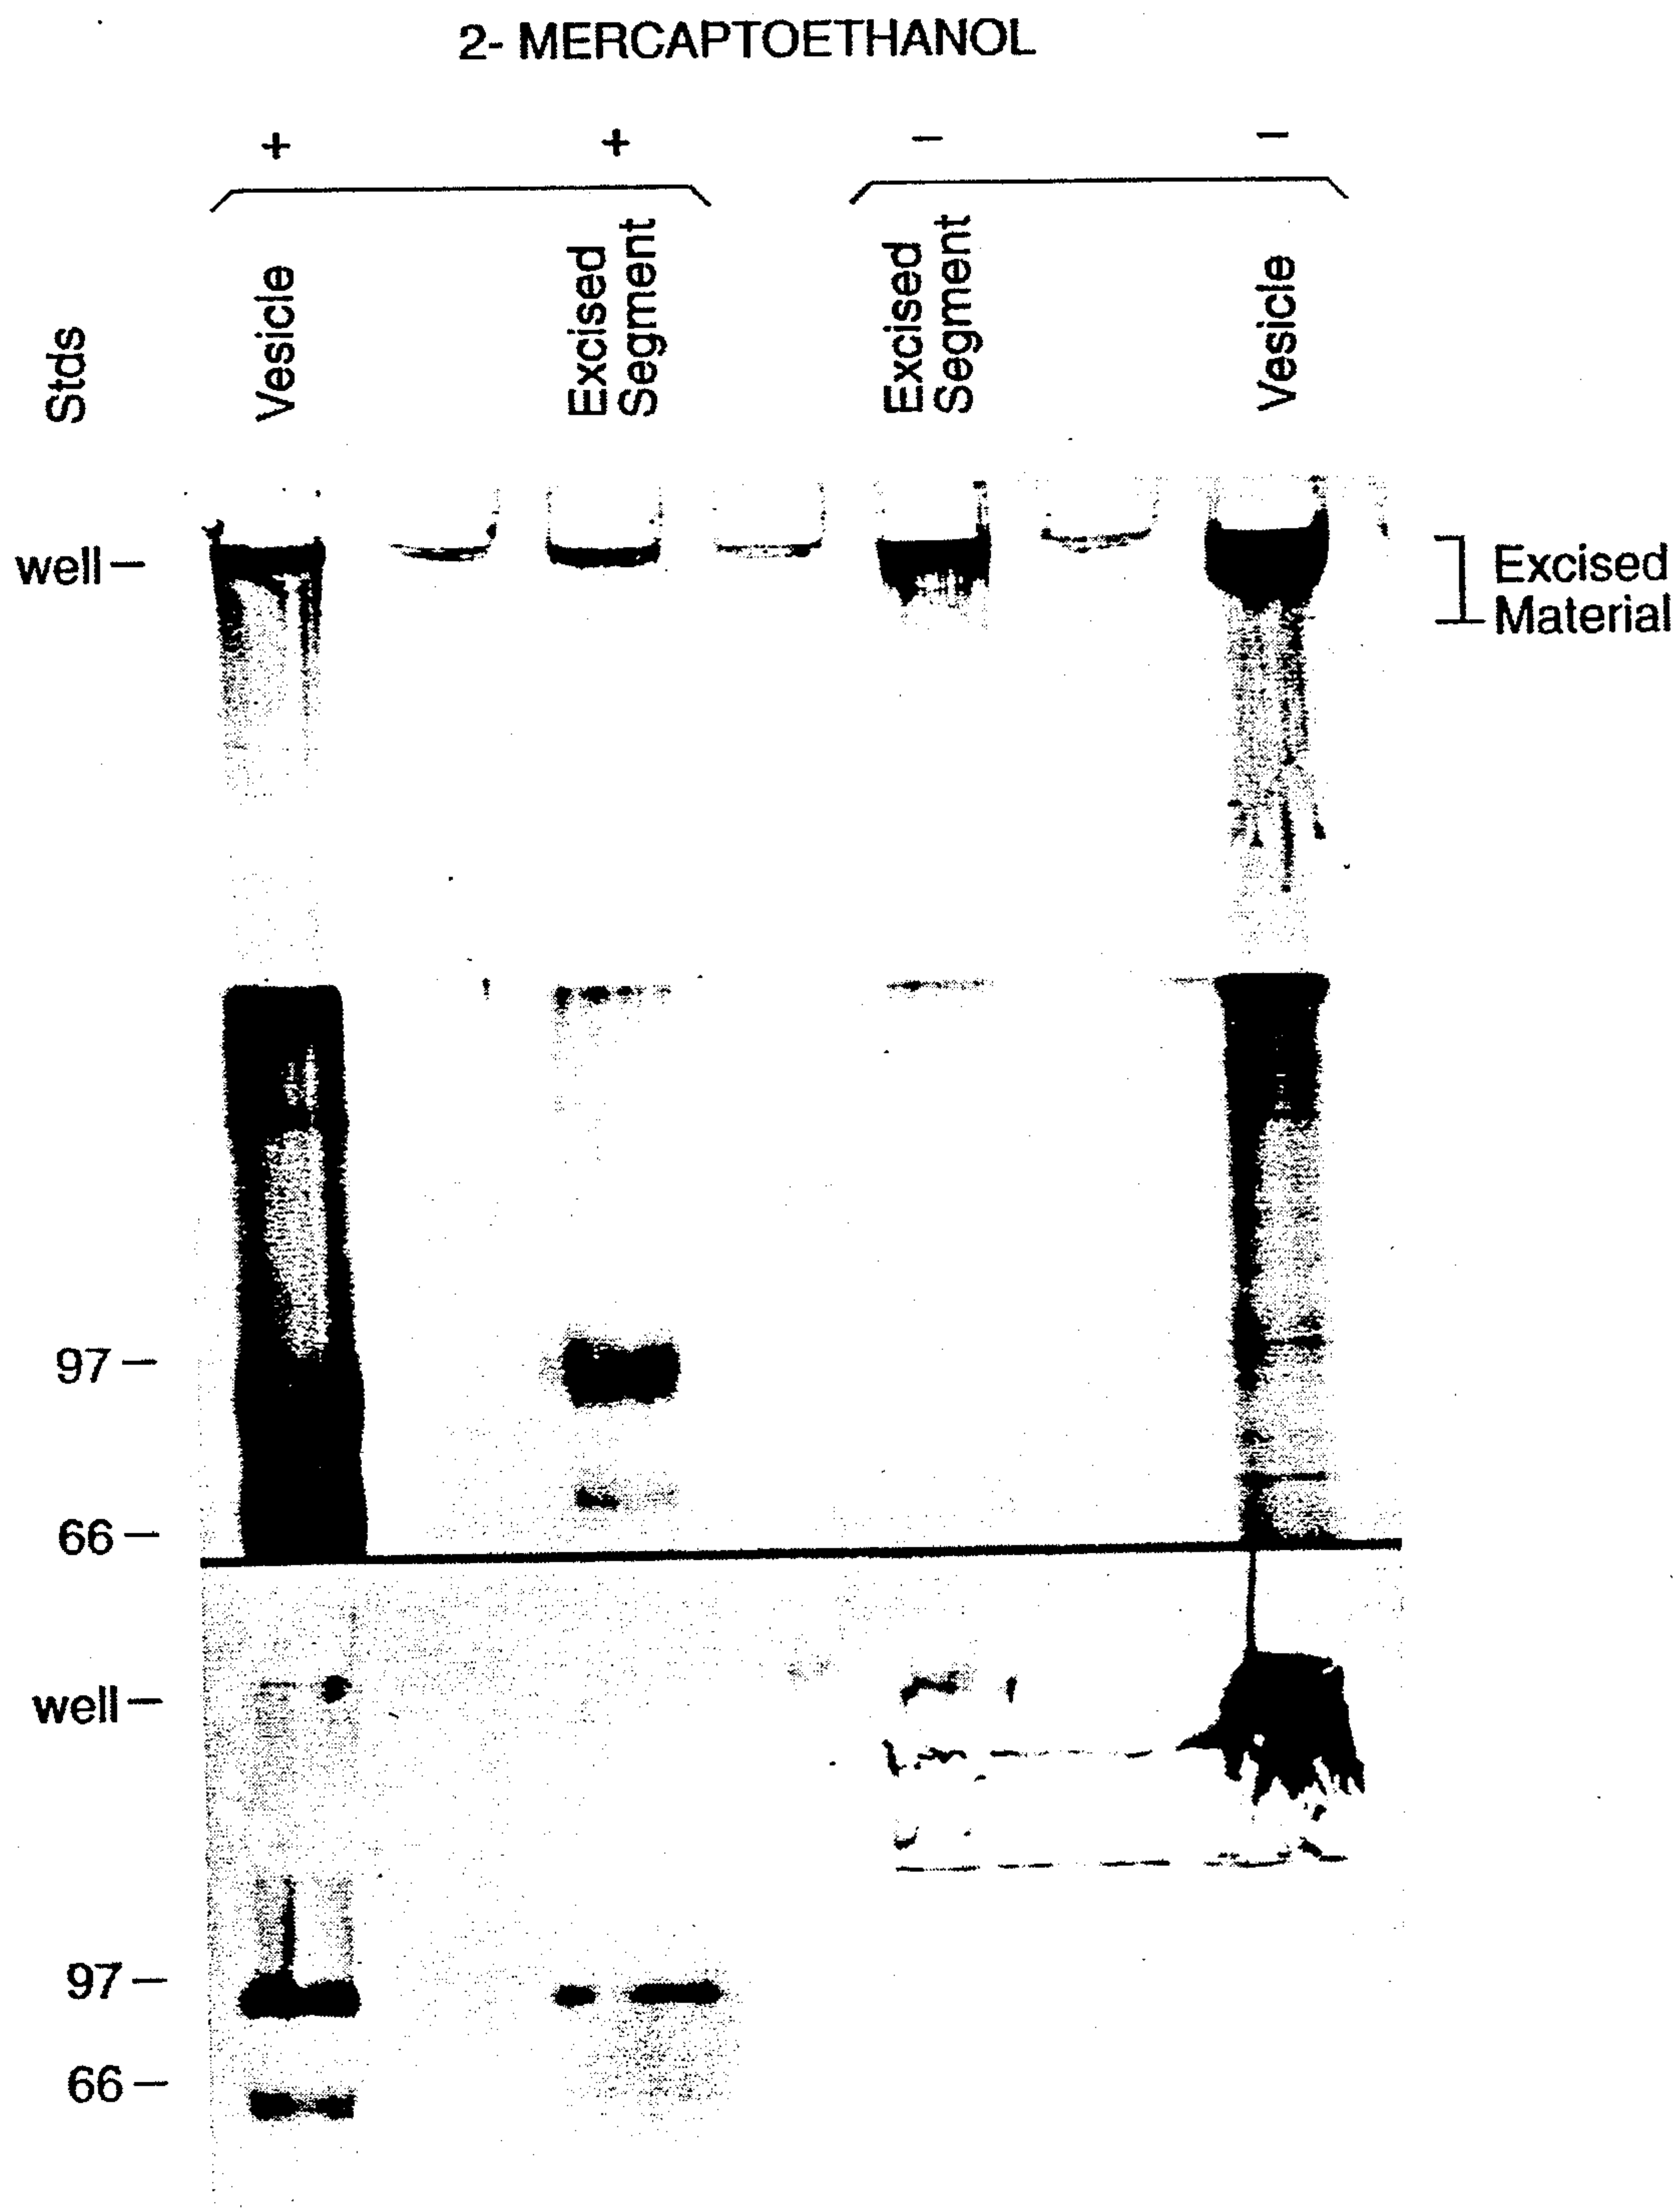 2- MERCAPTOETHANOL
+ + − −
Stds
Vesicle
Excised
Segment
Excised
Segment
Vesicle
well
Excised
Material
97
66
well
97
66